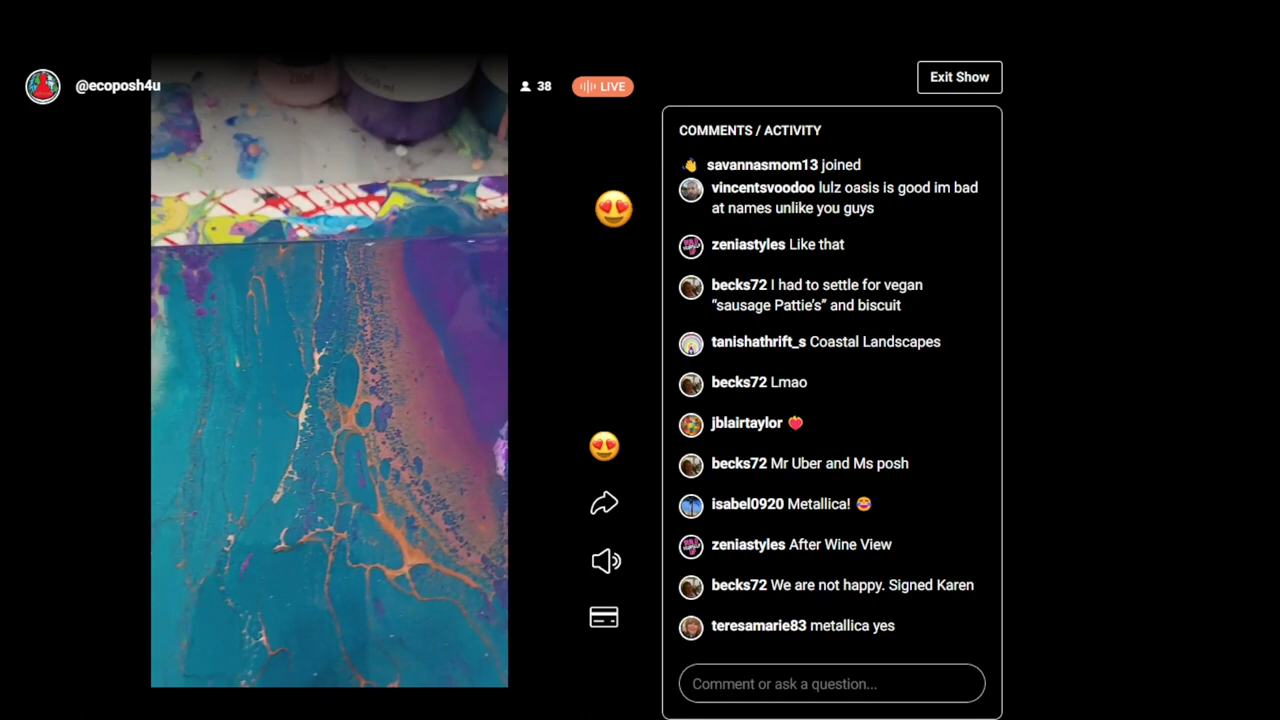 @ecoposh4u
38
LIVE
Exit Show
COMMENTS / ACTIVITY
savannasmom13 joined
vincentsvoodoo lulz oasis is good im bad
at names unlike you guys
zeniastyles Like that
becks72 I had to settle for vegan
“sausage Pattie's” and biscuit
tanishathrift_s Coastal Landscapes
becks72 Lmao
jblairtaylor
becks72 Mr Uber and Ms posh
isabel0920 Metallica!
zeniastyles After Wine View
becks72 We are not happy. Signed Karen
teresamarie83 metallica yes
Comment or ask a question...